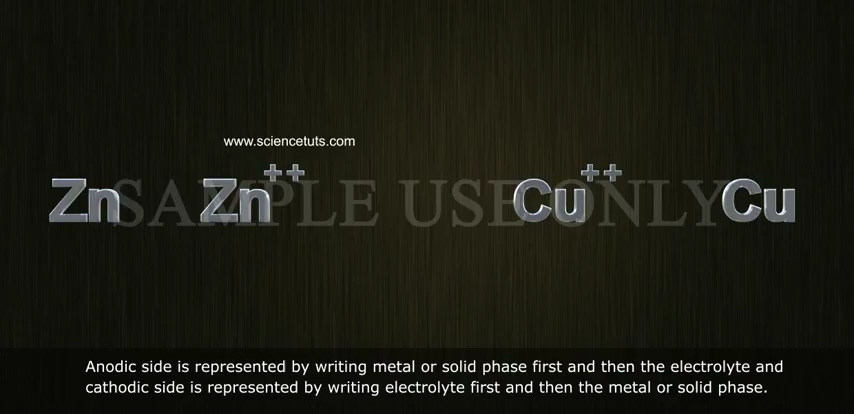 www.sciencetuts.com
Zn Zn++ Cu++ Cu
SAMPLE USE ONLY
Anodic side is represented by writing metal or solid phase first and then the electrolyte and
cathodic side is represented by writing electrolyte first and then the metal or solid phase.